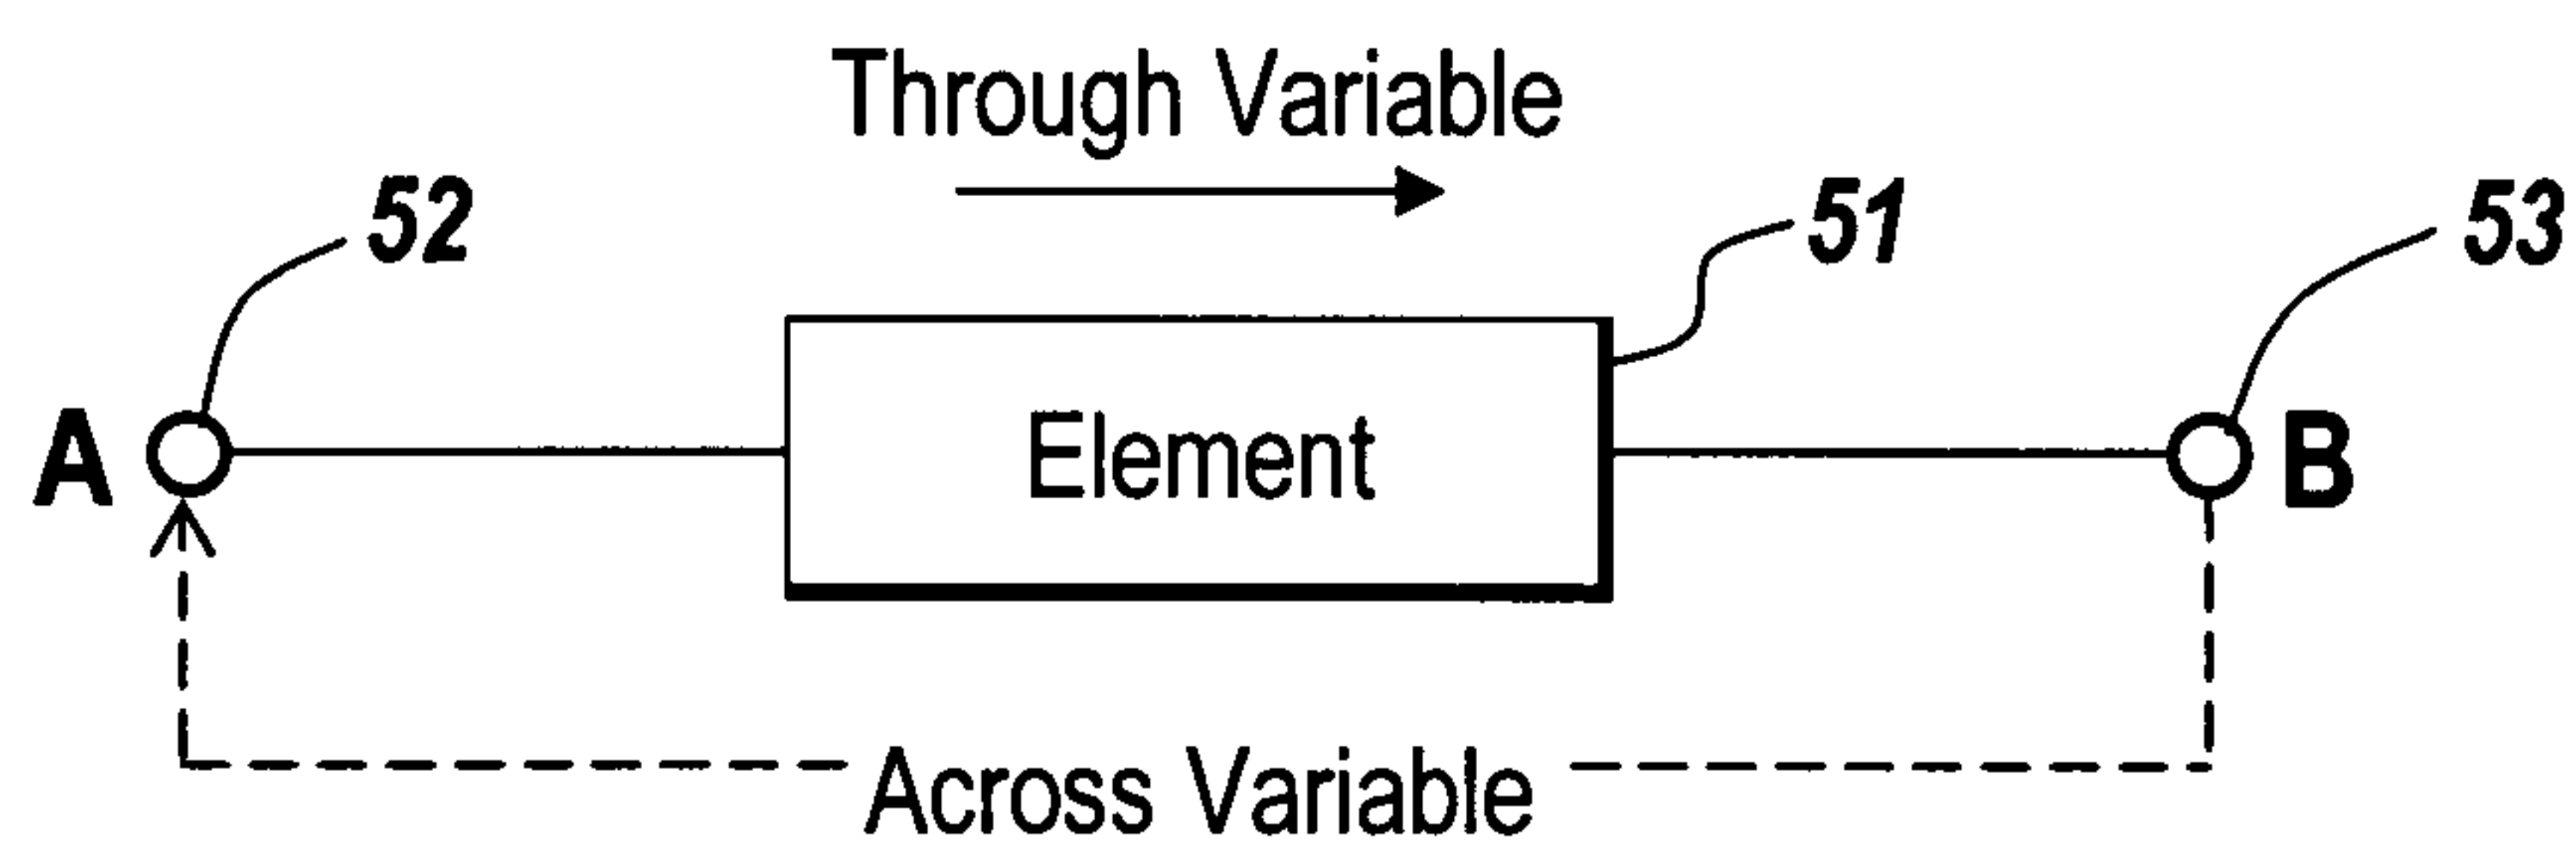 Through Variable
52
51
53
A
Element
B
Across Variable